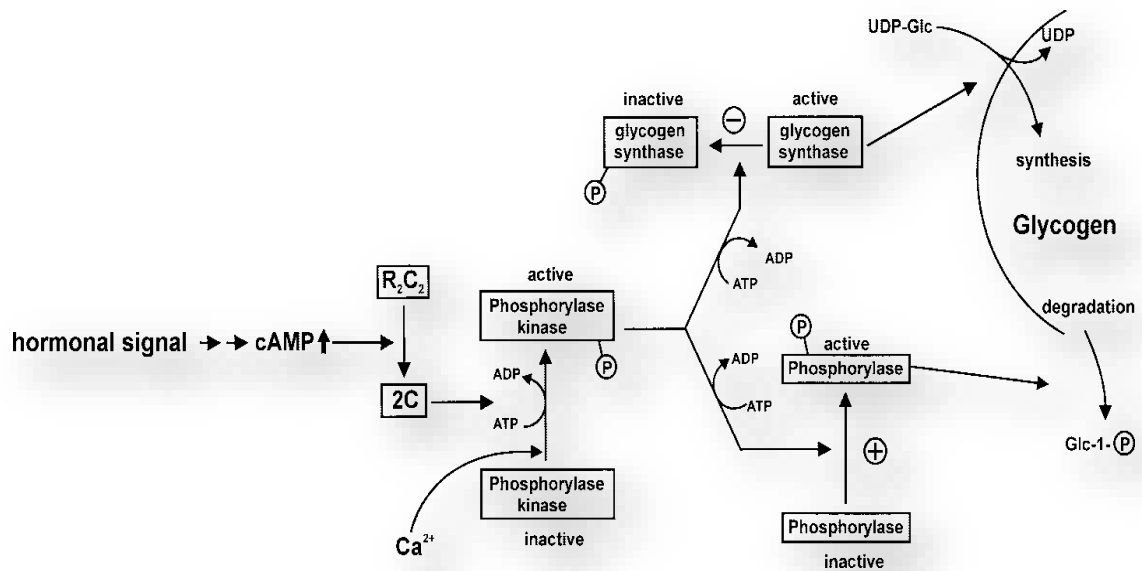 UDP-Glc
UDP
inactive
active
glycogen
synthase
−
glycogen
synthase
P
synthesis
Glycogen
ADP
ATP
active
R₂C₂
Phosphorylase
kinase
P
degradation
hormonal signal
cAMP
P
active
Phosphorylase
ADP
ATP
2C
ADP
ATP
Glc-1-P
+
Phosphorylase
kinase
inactive
Ca²⁺
Phosphorylase
inactive